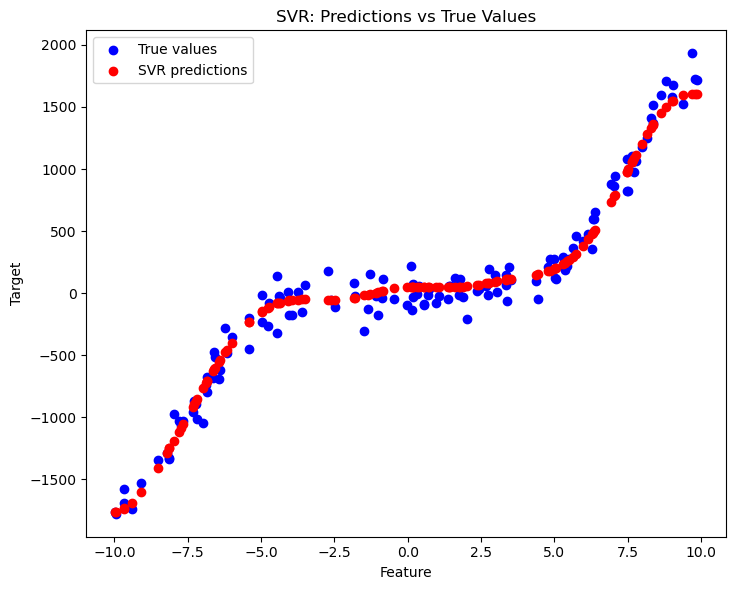 SVR: Predictions vs True Values
True values
SVR predictions
Target
2000
1500
1000
500
0
−500
−1000
−1500
−10.0 −7.5 −5.0 −2.5 0.0 2.5 5.0 7.5 10.0
Feature